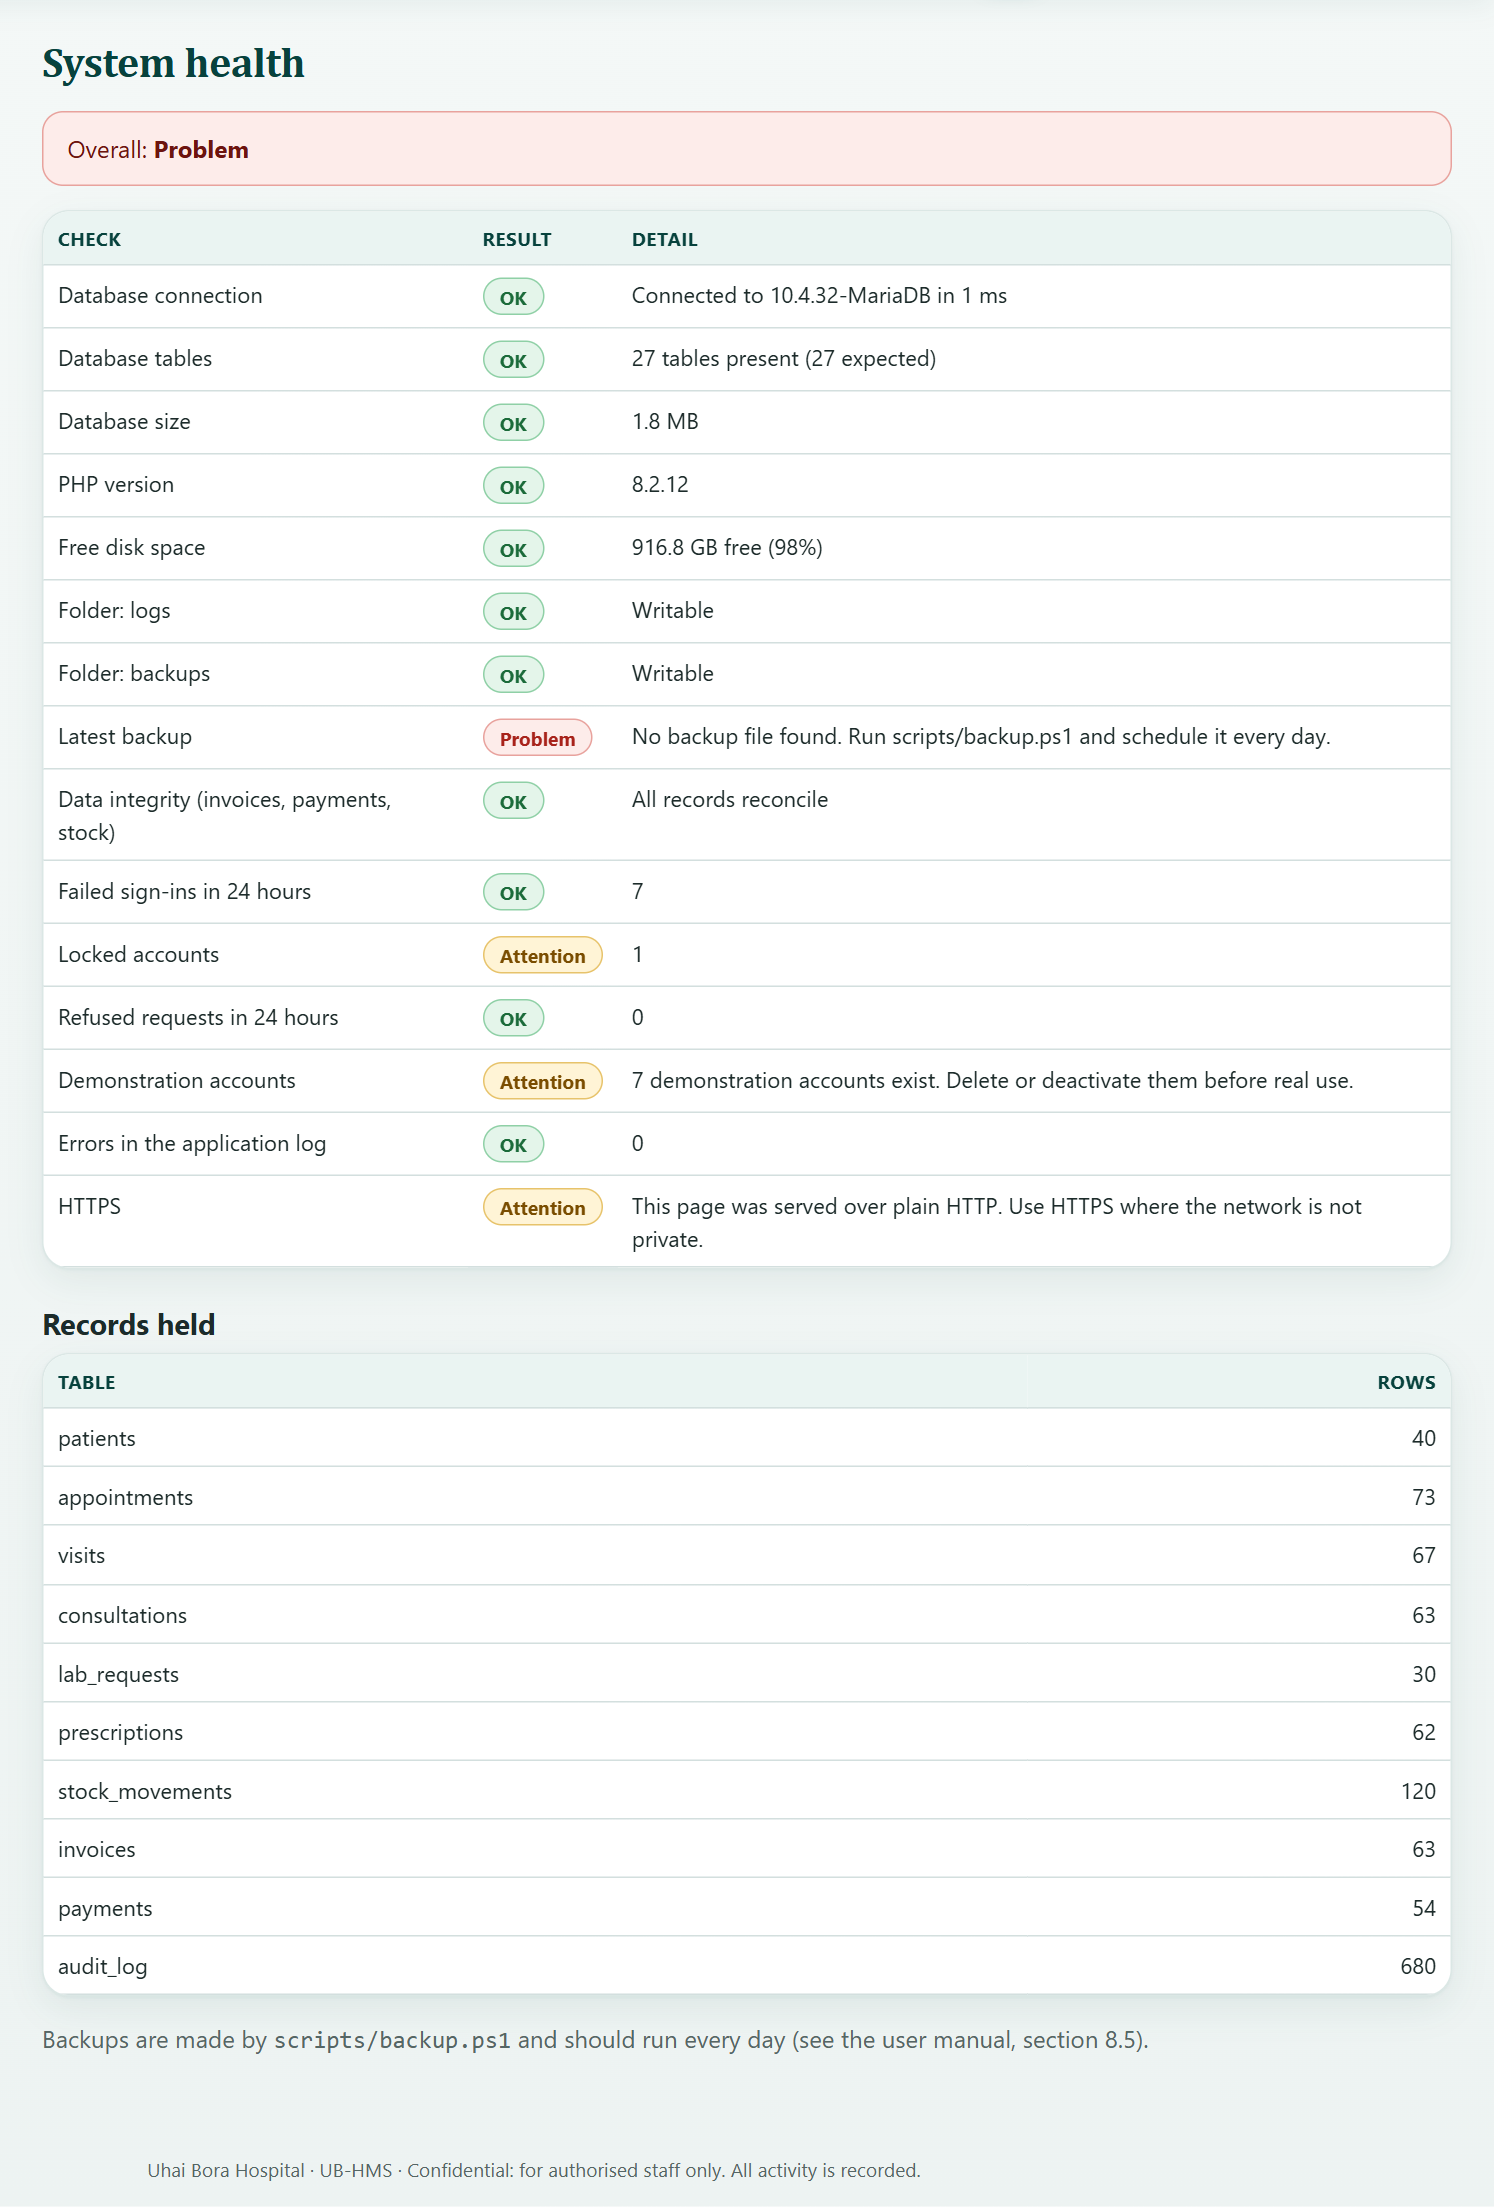 System health
Overall: Problem
CHECK RESULT DETAIL
Database connection OK Connected to 10.4.32-MariaDB in 1 ms
Database tables OK 27 tables present (27 expected)
Database size OK 1.8 MB
PHP version OK 8.2.12
Free disk space OK 916.8 GB free (98%)
Folder: logs OK Writable
Folder: backups OK Writable
Latest backup Problem No backup file found. Run scripts/backup.ps1 and schedule it every day.
Data integrity (invoices, payments, OK All records reconcile
stock)
Failed sign-ins in 24 hours OK 7
Locked accounts Attention 1
Refused requests in 24 hours OK 0
Demonstration accounts Attention 7 demonstration accounts exist. Delete or deactivate them before real use.
Errors in the application log OK 0
HTTPS Attention This page was served over plain HTTP. Use HTTPS where the network is not
private.
Records held
TABLE ROWS
patients 40
appointments 73
visits 67
consultations 63
lab_requests 30
prescriptions 62
stock_movements 120
invoices 63
payments 54
audit_log 680
Backups are made by scripts/backup.ps1 and should run every day (see the user manual, section 8.5).
Uhai Bora Hospital · UB-HMS · Confidential: for authorised staff only. All activity is recorded.